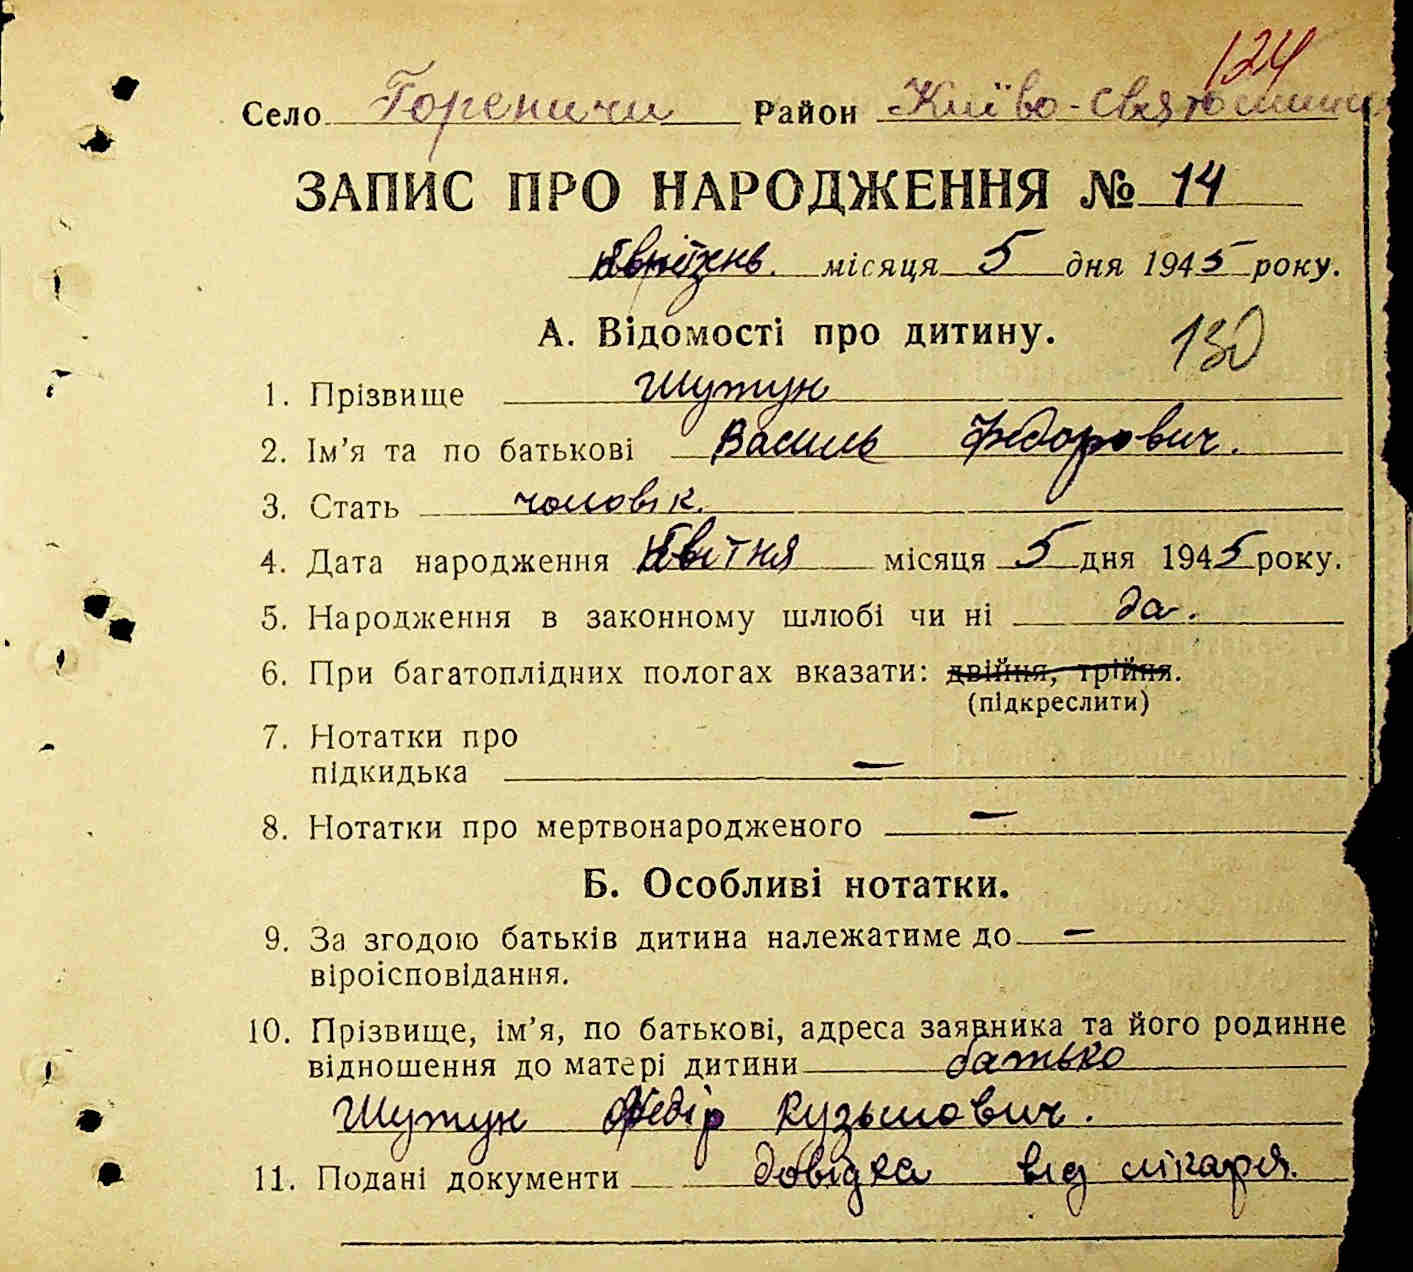 124
Село Гореничи Район Київо-Святошин
ЗАПИС ПРО НАРОДЖЕННЯ № 14
місяця 5 дня 1945 року.
А. Відомості про дитину.
130
1. Прізвище Шутун
2. Ім'я та по батькові Василь Федорович.
3. Стать чоловік.
4. Дата народження Квітня місяця 5 дня 1945 року.
5. Народження в законному шлюбі чи ні да.
6. При багатоплідних пологах вказати: двійня, трійня.
(підкреслити)
7. Нотатки про
підкидька —
8. Нотатки про мертвонародженого —
Б. Особливі нотатки.
9. За згодою батьків дитина належатиме до —
віроісповідання.
10. Прізвище, ім'я, по батькові, адреса заявника та його родинне
відношення до матері дитини батько
Шутун Федір Кузьмович.
11. Подані документи довідка від лікаря.